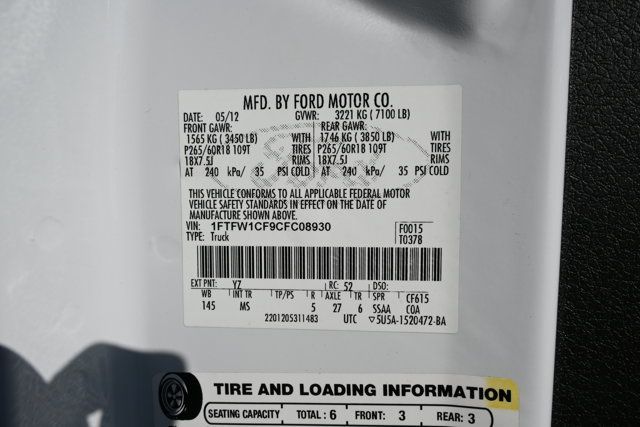 MFD. BY FORD MOTOR CO.
DATE: 05/12 GVWR: 3221 KG ( 7100 LB)
FRONT GAWR: REAR GAWR:
1565 KG ( 3450 LB) WITH 1746 KG ( 3850 LB) WITH
P265/60R18 109T TIRES P265/60R18 109T TIRES
18X7.5J RIMS 18X7.5J RIMS
AT 240 kPa/ 35 PSI COLD AT 240 kPa/ 35 PSI COLD
THIS VEHICLE CONFORMS TO ALL APPLICABLE FEDERAL MOTOR
VEHICLE SAFETY STANDARDS IN EFFECT ON THE DATE OF
MANUFACTURE SHOWN ABOVE.
VIN: 1FTFW1CF9CFC08930 F0015
TYPE: Truck T0378
EXT PNT: YZ RC: 52 DSO:
WB INT TR TP/PS R AXLE TR SPR CF615
145 MS 5 27 6 SSAA COA
2201205311483 UTC ▽5U5A-1520472-BA
TIRE AND LOADING INFORMATION
SEATING CAPACITY TOTAL : 6 FRONT: 3 REAR: 3